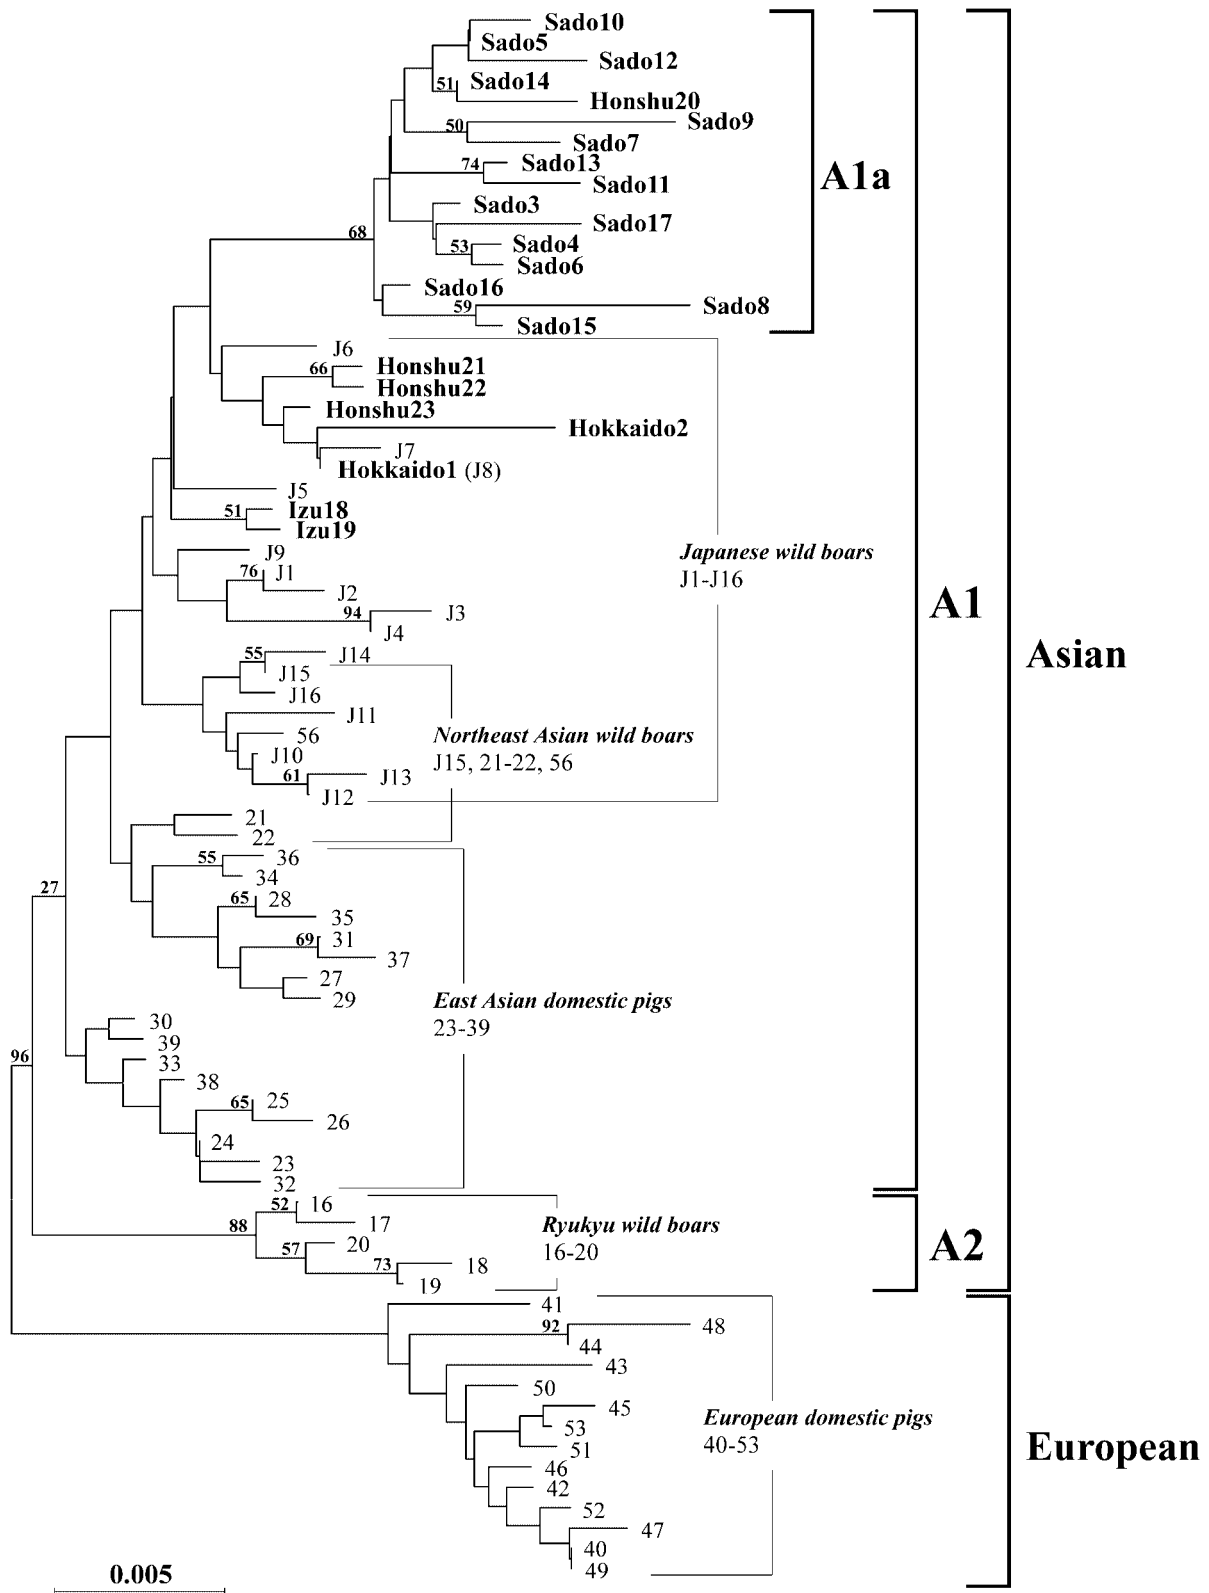 Sado10
Sado5
Sado12
51 Sado14
Honshu20
50 Sado9
Sado7
74 Sado13
Sado11
A1a
Sado3
Sado17
68
53 Sado4
Sado6
Sado16
59 Sado8
Sado15
J6
66 Honshu21
Honshu22
Honshu23
Hokkaido2
J7
Hokkaido1 (J8)
J5
51 Izu18
Izu19
J9
Japanese wild boars
J1-J16
76 J1
J2
94 J3
J4
A1
Asian
55 J14
J15
J16
J11
56
Northeast Asian wild boars
J15, 21-22, 56
J10
61 J13
J12
21
22
55 36
34
27
65 28
35
69 31
37
27
29
East Asian domestic pigs
23-39
30
39
96
33
38
65 25
26
24
23
32
52 16
88 17
Ryukyu wild boars
16-20
A2
57 20
73 18
19
41
92 48
44
43
50
45
53
51
European domestic pigs
40-53
European
46
42
52
47
40
49
0.005